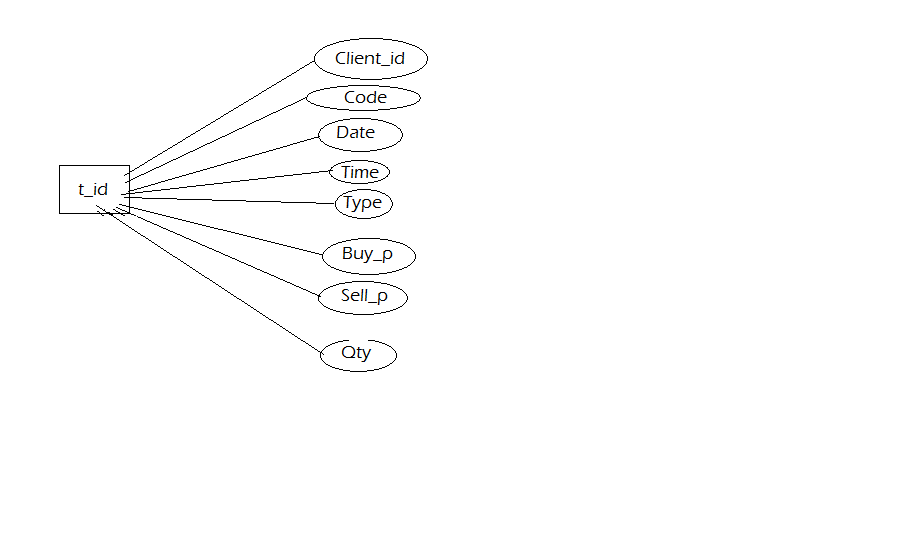 Client_id
Code
Date
Time
t_id
Type
Buy_p
Sell_p
Qty